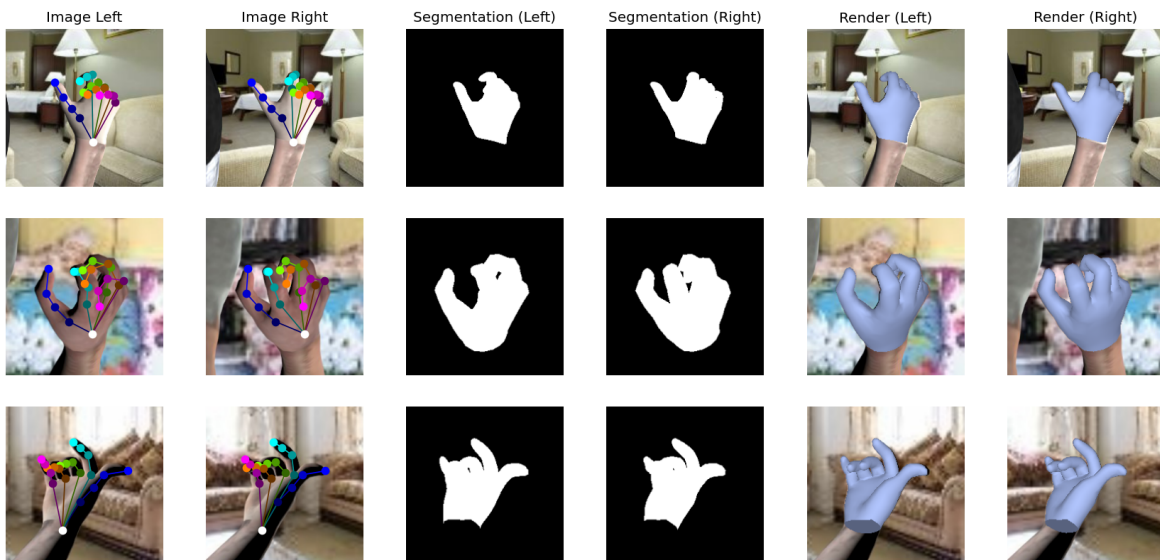 Image Left
Image Right
Segmentation (Left)
Segmentation (Right)
Render (Left)
Render (Right)